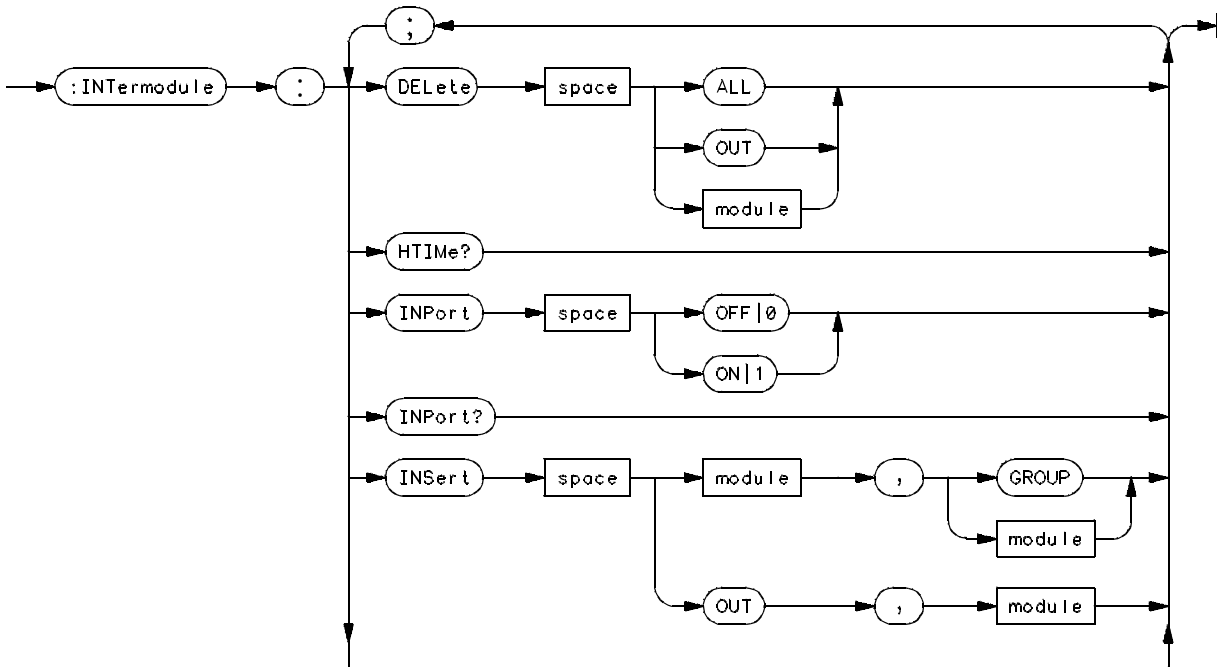 ;
:INTermodule : DELete space ALL
OUT
module
HTIMe?
INPort space OFF|0
ON|1
INPort?
INSert space module , GROUP
module
OUT , module